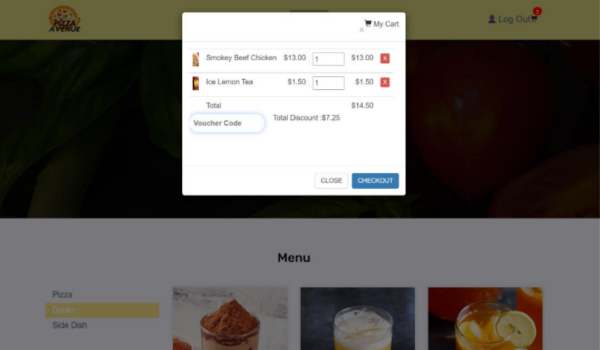 PIZZA
AVENUE
My Cart
Log Out
2
Smokey Beef Chicken $13.00 1 $13.00 X
Ice Lemon Tea $1.50 1 $1.50 X
Total $14.50
Voucher Code Total Discount :$7.25
CLOSE CHECKOUT
Menu
Pizza
Drinks
Side Dish